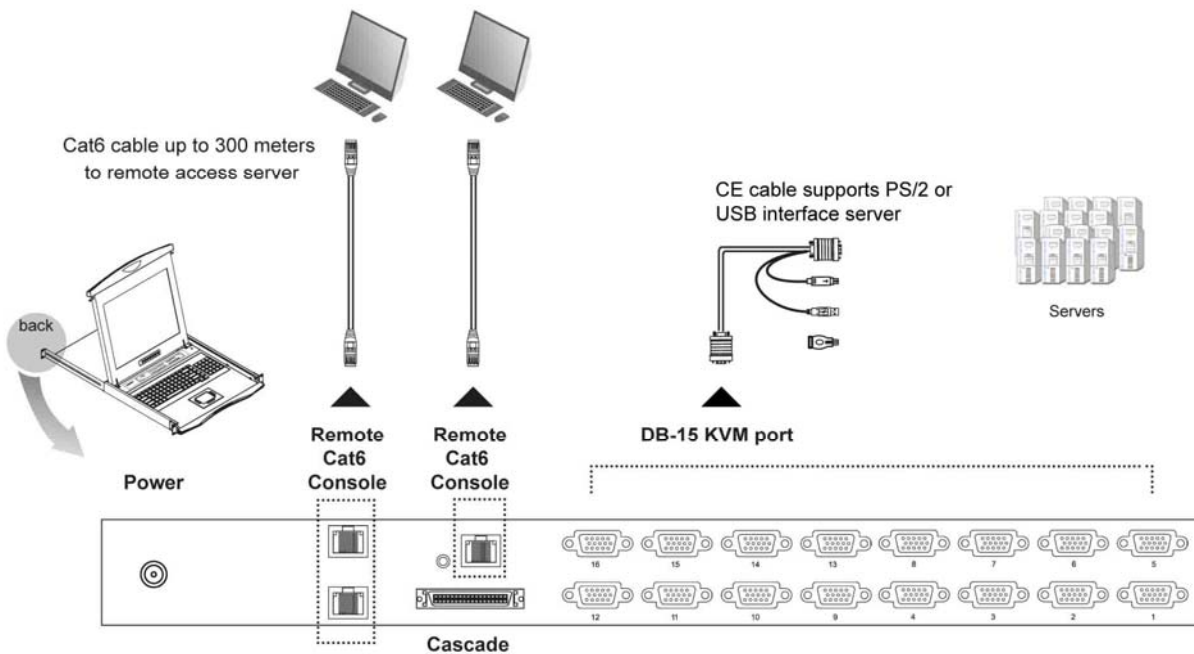 Cat6 cable up to 300 meters
to remote access server
CE cable supports PS/2 or
USB interface server
Servers
back
Remote
Cat6
Console
Remote
Cat6
Console
DB-15 KVM port
Power
16 15 14 13 8 7 6 5
12 11 10 9 4 3 2 1
Cascade